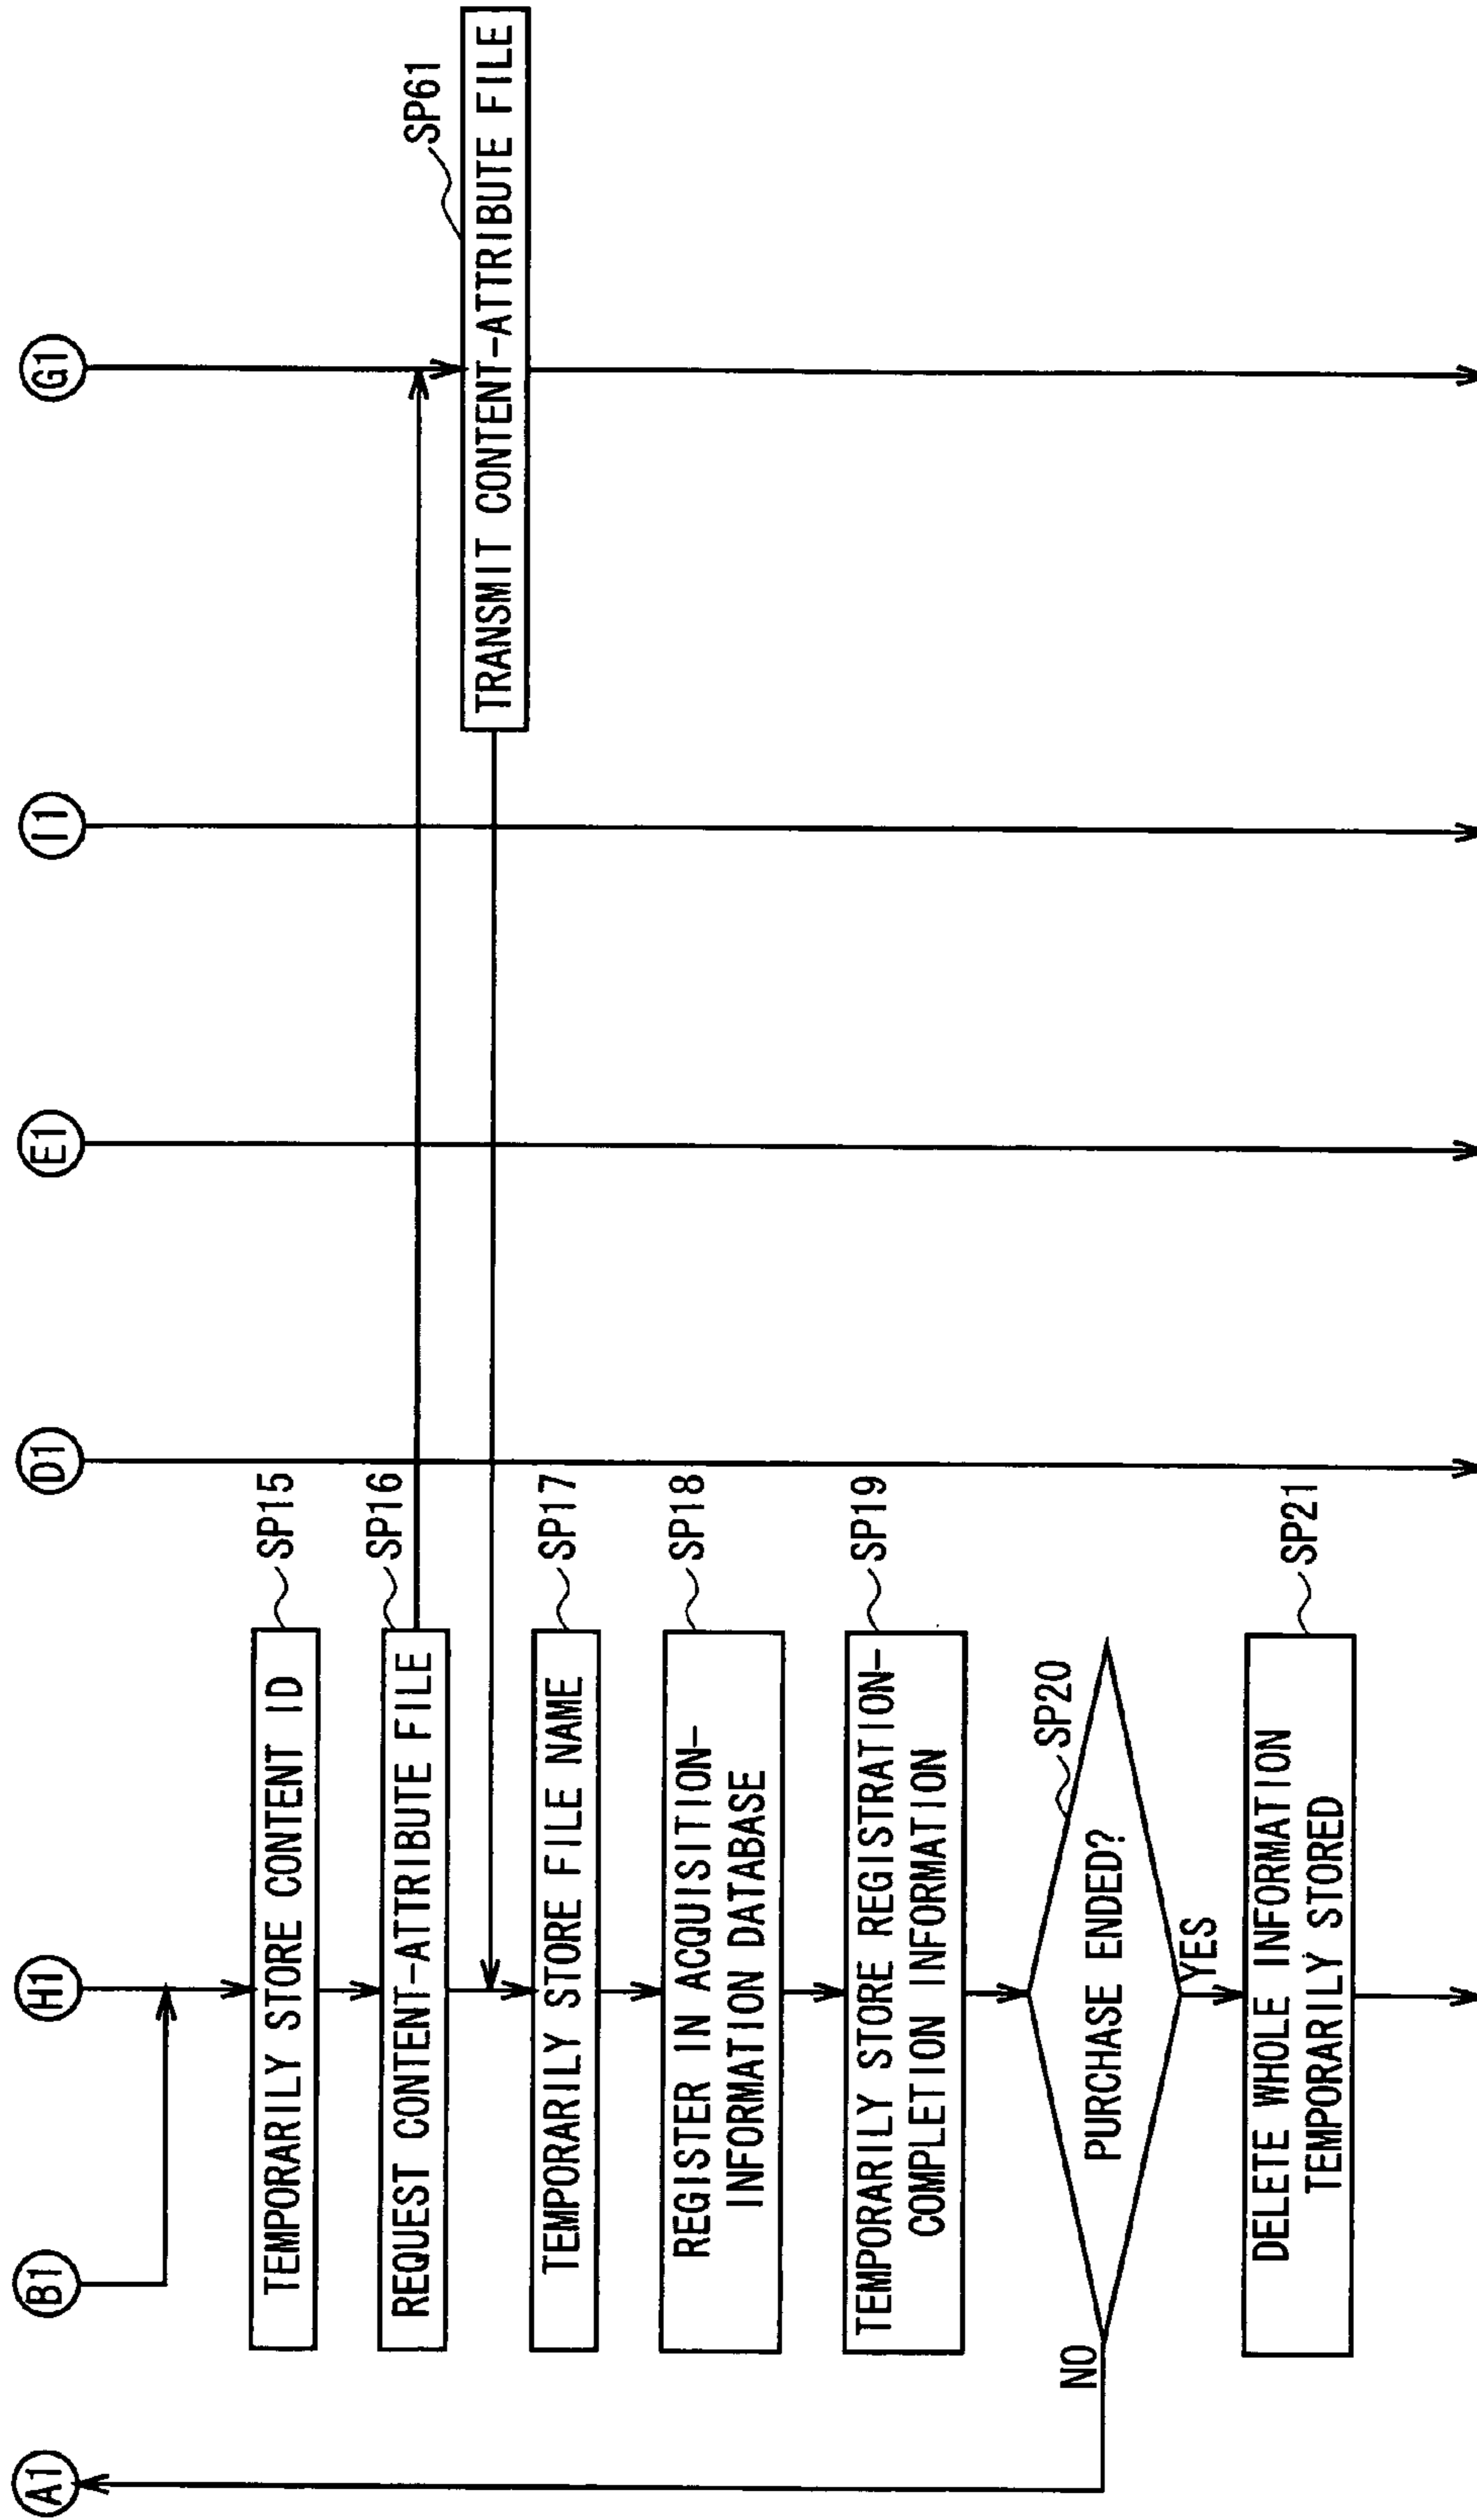 A1
B1
H1
D1
E1
I1
G1
TEMPORARILY STORE CONTENT ID
SP15
REQUEST CONTENT-ATTRIBUTE FILE
SP16
SP61
TRANSMIT CONTENT-ATTRIBUTE FILE
TEMPORARILY STORE FILE NAME
SP17
REGISTER IN ACQUISITION-
INFORMATION DATABASE
SP18
TEMPORARILY STORE REGISTRATION-
COMPLETION INFORMATION
SP19
SP20
PURCHASE ENDED?
NO
YES
DELETE WHOLE INFORMATION
TEMPORARILY STORED
SP21